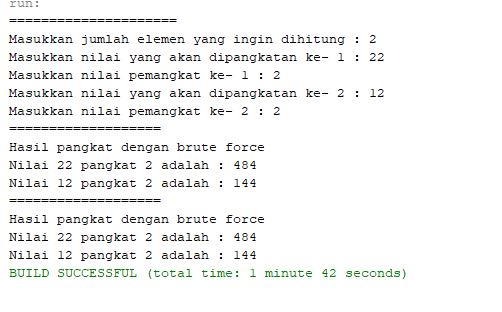 run:
=====================
Masukkan jumlah elemen yang ingin dihitung : 2
Masukkan nilai yang akan dipangkatan ke- 1 : 22
Masukkan nilai pemangkat ke- 1 : 2
Masukkan nilai yang akan dipangkatan ke- 2 : 12
Masukkan nilai pemangkat ke- 2 : 2
===================
Hasil pangkat dengan brute force
Nilai 22 pangkat 2 adalah : 484
Nilai 12 pangkat 2 adalah : 144
===================
Hasil pangkat dengan brute force
Nilai 22 pangkat 2 adalah : 484
Nilai 12 pangkat 2 adalah : 144
BUILD SUCCESSFUL (total time: 1 minute 42 seconds)